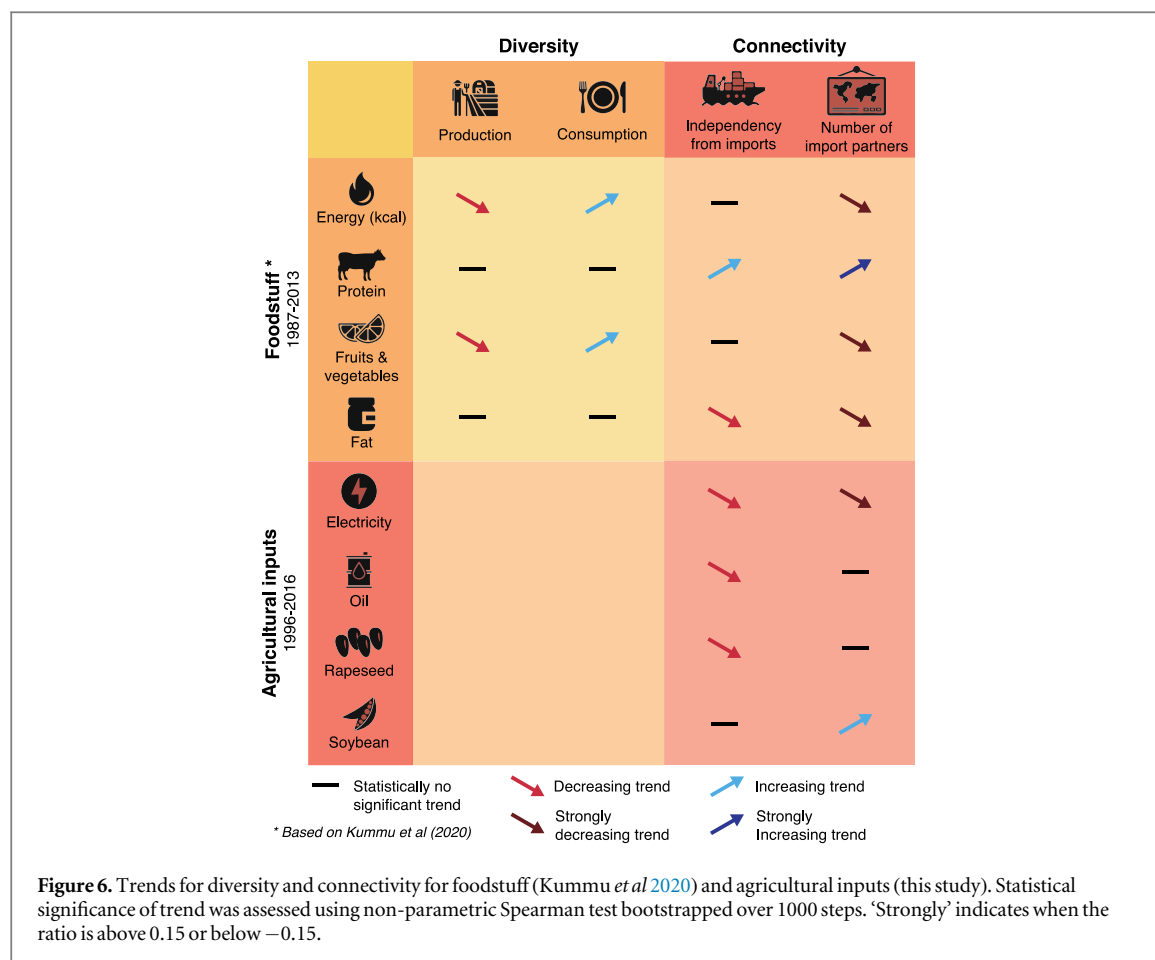 Diversity
Connectivity
Production
Consumption
Independency
from imports
Number of
import partners
Foodstuff *
1987-2013
Energy (kcal)
Protein
Fruits &
vegetables
Fat
Agricultural inputs
1996-2016
Electricity
Oil
Rapeseed
Soybean
Statistically no
significant trend
Decreasing trend
Increasing trend
Strongly
decreasing trend
Strongly
Increasing trend
* Based on Kummu et al (2020)
Figure 6. Trends for diversity and connectivity for foodstuff (Kummu et al 2020) and agricultural inputs (this study). Statistical
significance of trend was assessed using non-parametric Spearman test bootstrapped over 1000 steps. ‘Strongly’ indicates when the
ratio is above 0.15 or below −0.15.